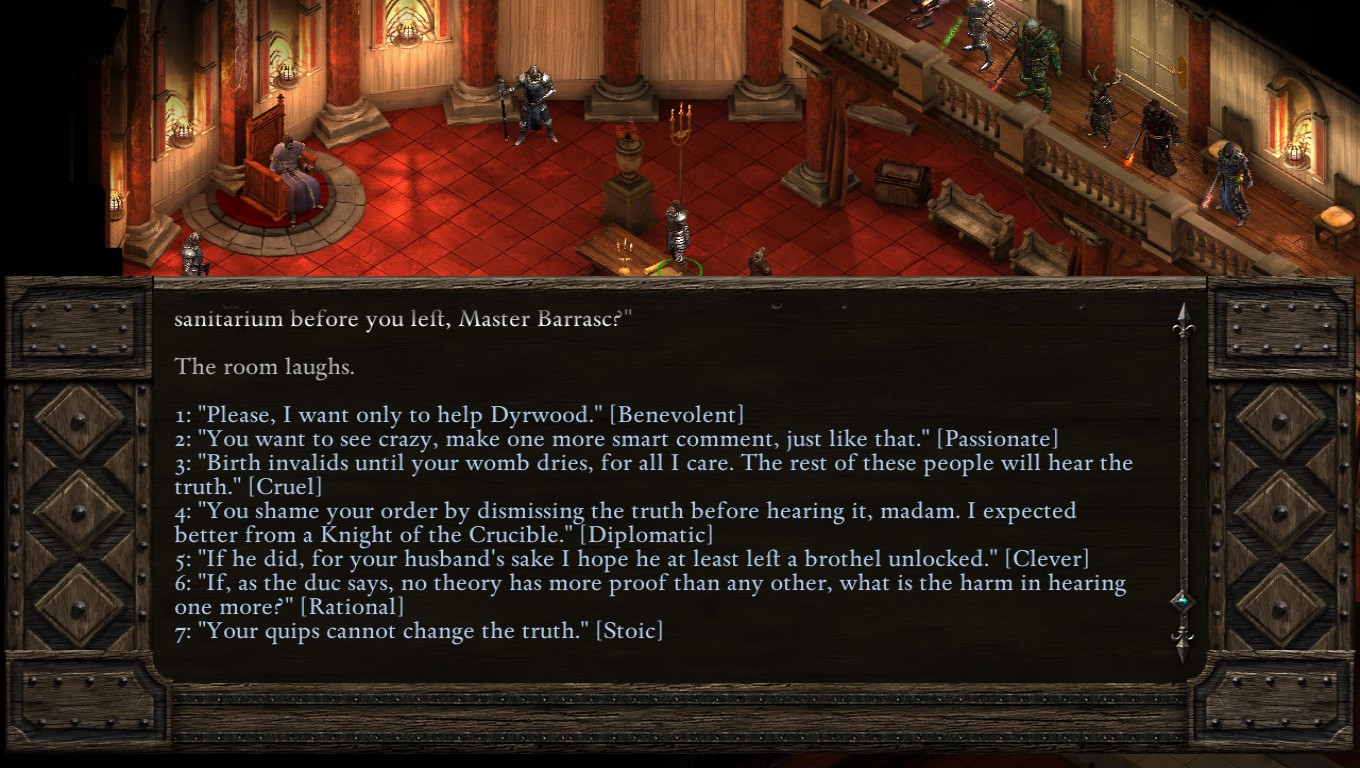 sanitarium before you left, Master Barrasc?"
The room laughs.
1: "Please, I want only to help Dyrwood." [Benevolent]
2: "You want to see crazy, make one more smart comment, just like that." [Passionate]
3: "Birth invalids until your womb dries, for all I care. The rest of these people will hear the
truth." [Cruel]
4: "You shame your order by dismissing the truth before hearing it, madam. I expected
better from a Knight of the Crucible." [Diplomatic]
5: "If he did, for your husband's sake I hope he at least left a brothel unlocked." [Clever]
6: "If, as the duc says, no theory has more proof than any other, what is the harm in hearing
one more?" [Rational]
7: "Your quips cannot change the truth." [Stoic]